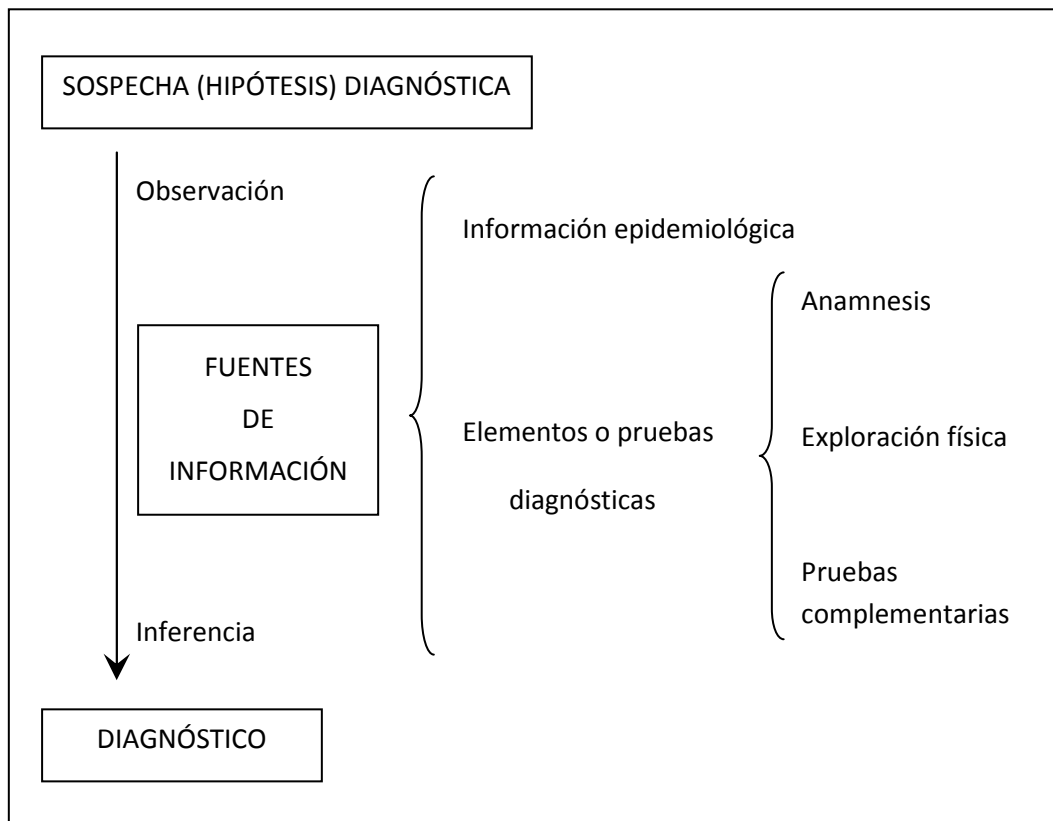 SOSPECHA (HIPÓTESIS) DIAGNÓSTICA
Observación
Información epidemiológica
Anamnesis
FUENTES
DE
INFORMACIÓN
Elementos o pruebas
diagnósticas
Exploración física
Pruebas
complementarias
Inferencia
DIAGNÓSTICO